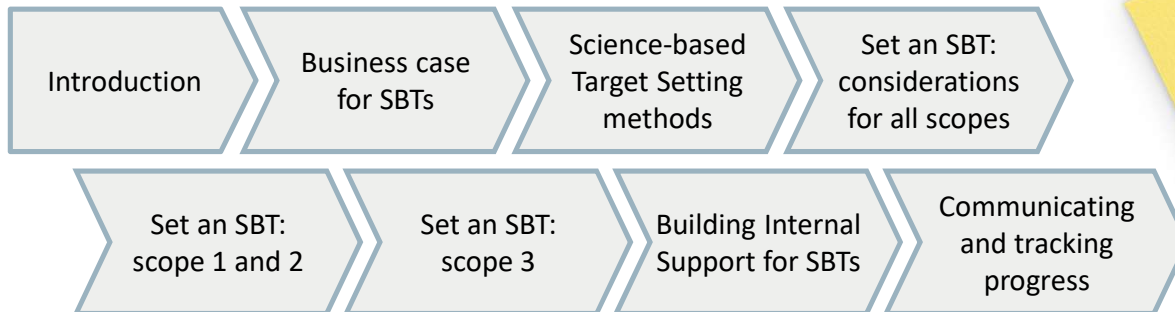 Introduction
Business case
for SBTs
Science-based
Target Setting
methods
Set an SBT:
considerations
for all scopes
Set an SBT:
scope 1 and 2
Set an SBT:
scope 3
Building Internal
Support for SBTs
Communicating
and tracking
progress